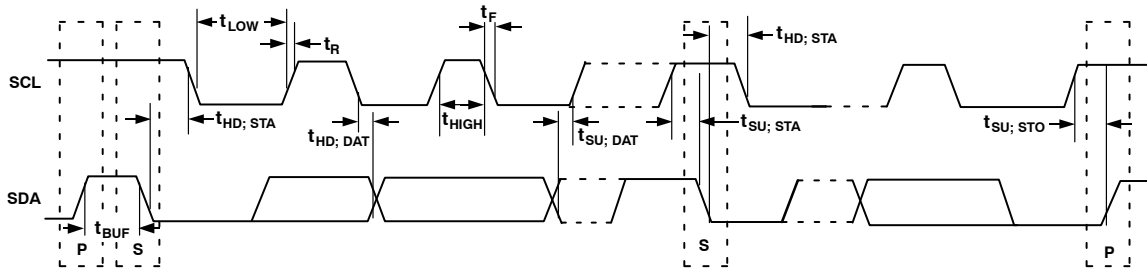 tLOW
tR
tF
tHD; STA
SCL
tHD; STA
tHD; DAT
tHIGH
tSU; DAT
tSU; STA
tSU; STO
SDA
tBUF
P
S
S
P